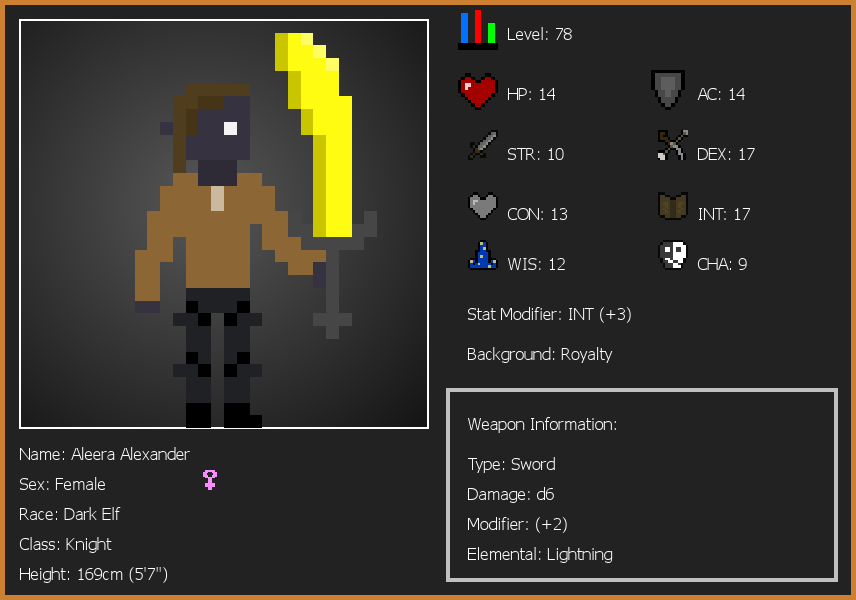 Level: 78
HP: 14
AC: 14
STR: 10
DEX: 17
CON: 13
INT: 17
WIS: 12
CHA: 9
Stat Modifier: INT (+3)
Background: Royalty
Weapon Information:
Type: Sword
Damage: d6
Modifier: (+2)
Elemental: Lightning
Name: Aleera Alexander
Sex: Female
Race: Dark Elf
Class: Knight
Height: 169cm (5'7")